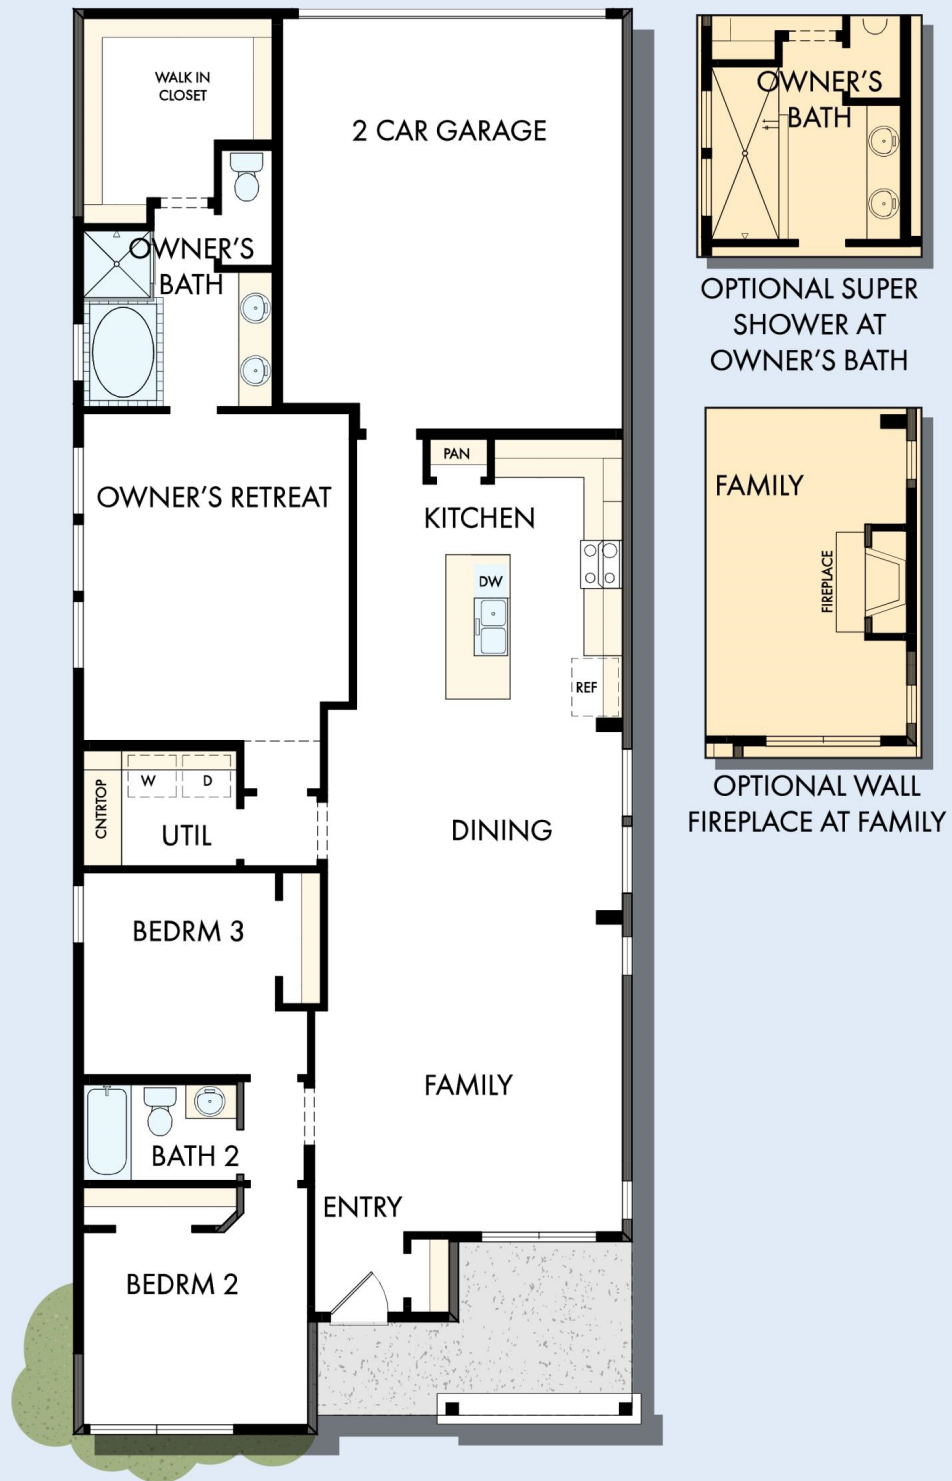 WALK IN
CLOSET
2 CAR GARAGE
OWNER'S
BATH
OWNER'S RETREAT
PAN
KITCHEN
DW
REF
CNTRTOP
W
D
UTIL
DINING
BEDRM 3
FAMILY
BATH 2
ENTRY
BEDRM 2
OWNER'S
BATH
OPTIONAL SUPER
SHOWER AT
OWNER'S BATH
FAMILY
FIREPLACE
OPTIONAL WALL
FIREPLACE AT FAMILY